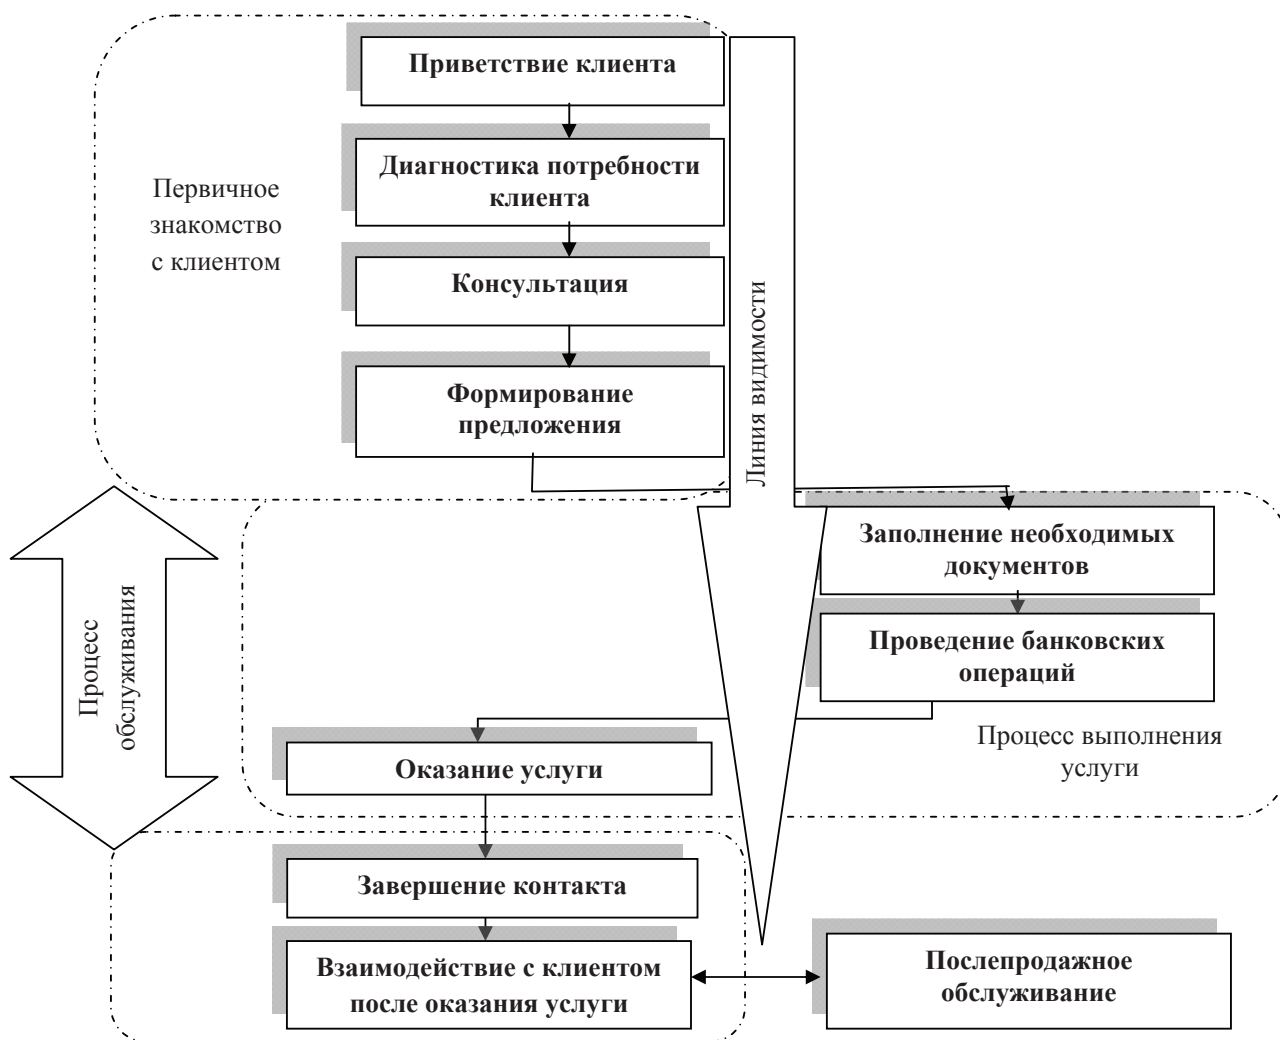 Приветствие клиента
Диагностика потребности
клиента
Первичное
знакомство
с клиентом
Консультация
Формирование
предложения
Линия видимости
Заполнение необходимых
документов
Проведение банковских
операций
Процесс
обслуживания
Процесс выполнения
услуги
Оказание услуги
Завершение контакта
Взаимодействие с клиентом
после оказания услуги
Послепродажное
обслуживание